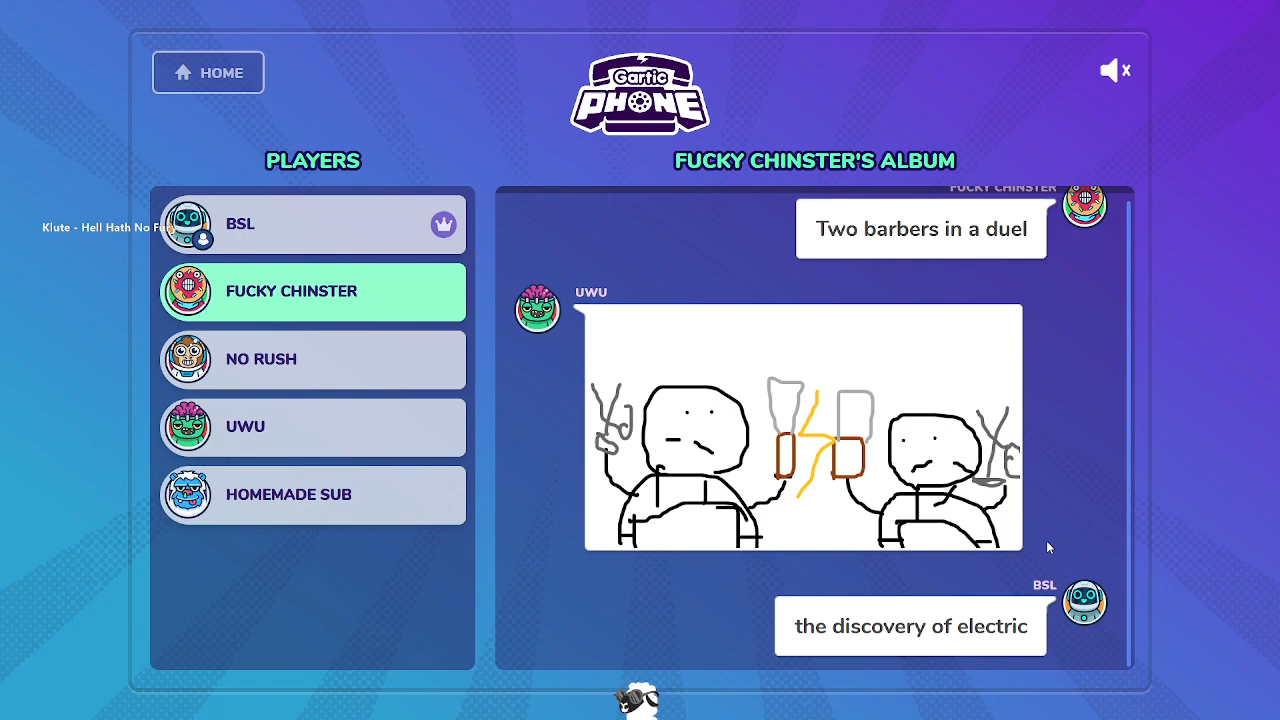 HOME
Gartic
PHONE
PLAYERS
FUCKY CHINSTER'S ALBUM
Klute - Hell Hath No Fury
BSL
FUCKY CHINSTER
NO RUSH
UWU
HOMEMADE SUB
FUCKY CHINSTER
Two barbers in a duel
UWU
BSL
the discovery of electric